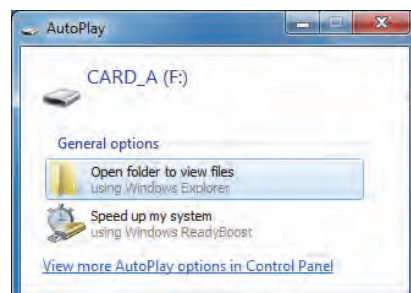 AutoPlay
CARD_A (F:)
General options
Open folder to view files
using Windows Explorer
Speed up my system
using Windows ReadyBoost
View more AutoPlay options in Control Panel